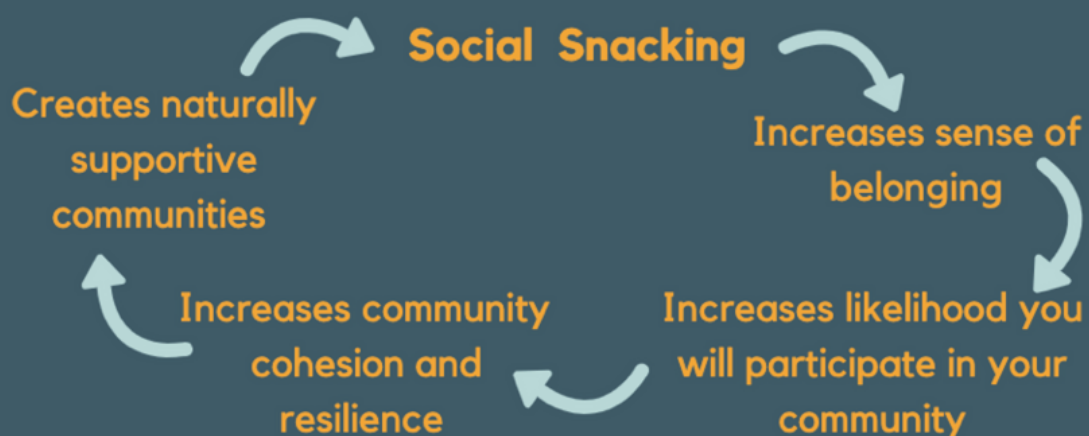 Social Snacking
Increases sense of
belonging
Increases likelihood you
will participate in your
community
Increases community
cohesion and
resilience
Creates naturally
supportive
communities